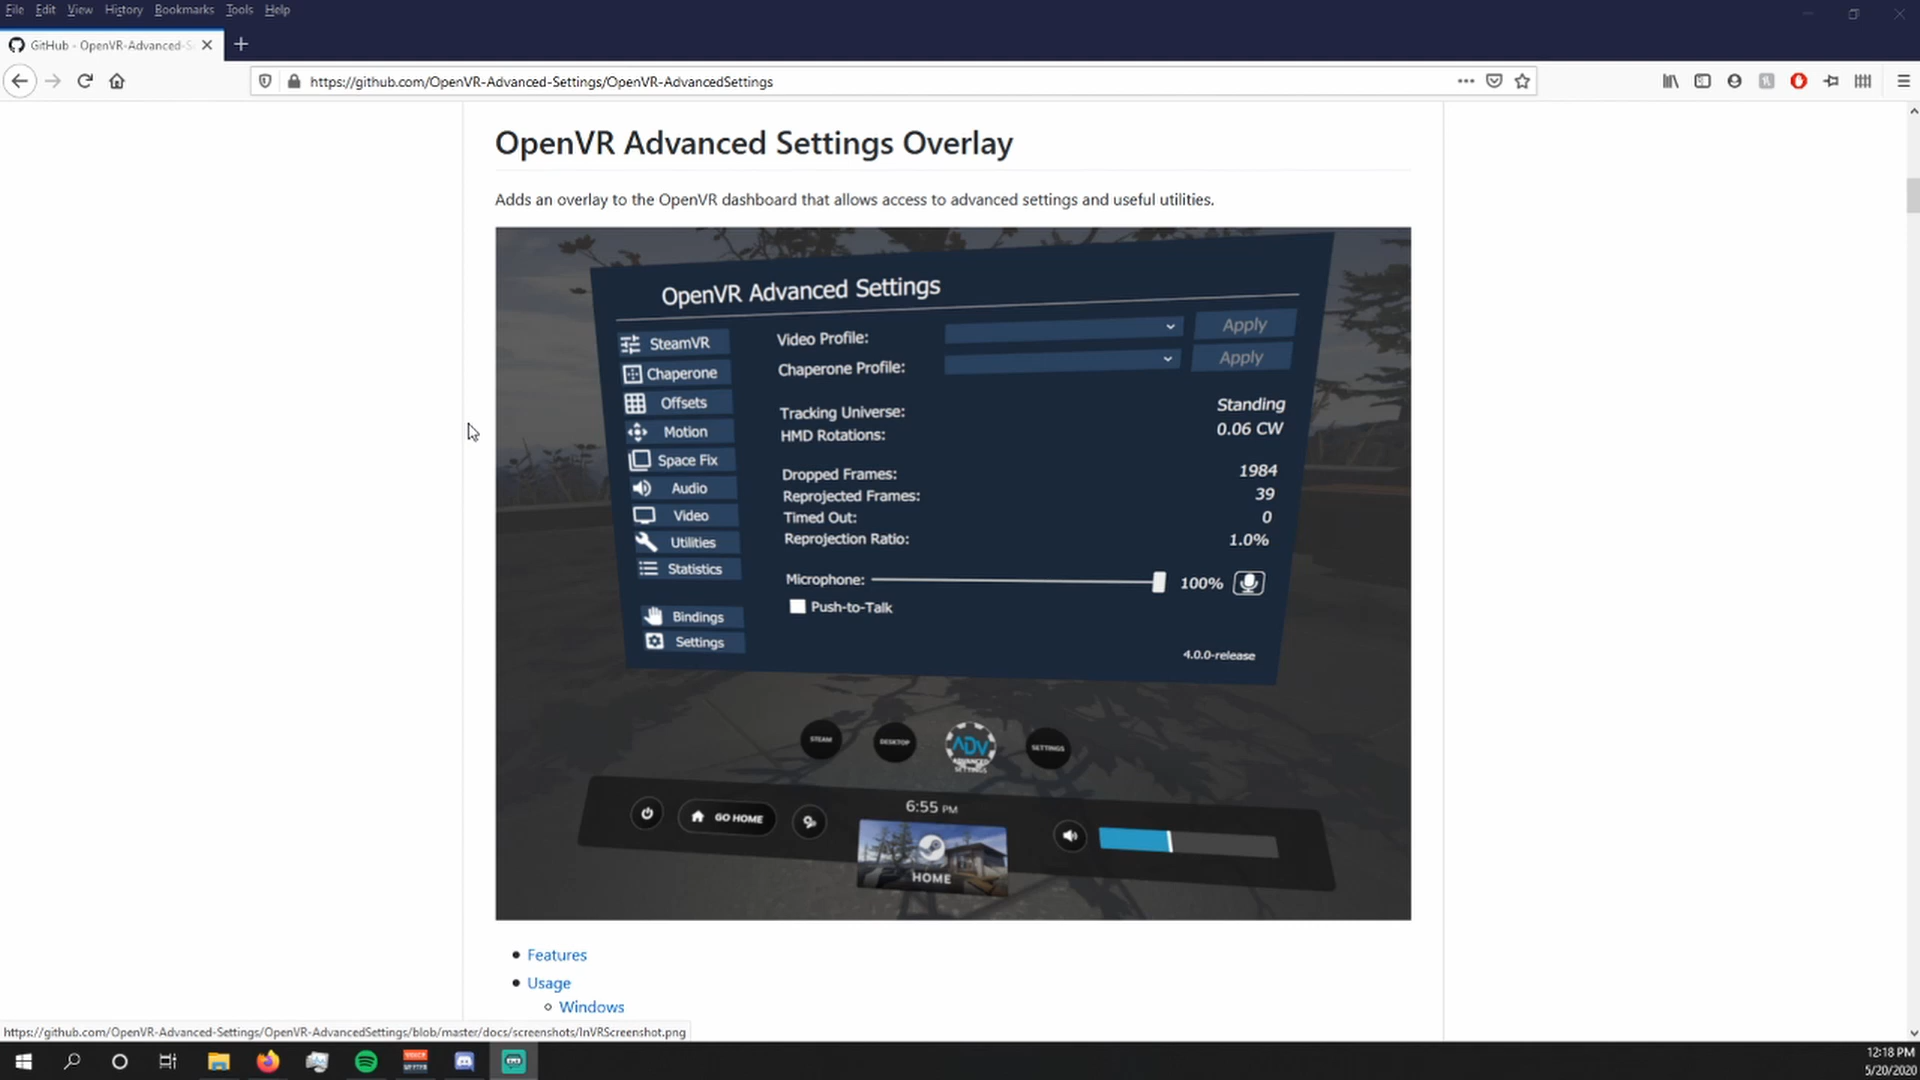 File Edit View History Bookmarks Tools Help
GitHub - OpenVR-Advanced-S
https://github.com/OpenVR-Advanced-Settings/OpenVR-AdvancedSettings
OpenVR Advanced Settings Overlay
Adds an overlay to the OpenVR dashboard that allows access to advanced settings and useful utilities.
OpenVR Advanced Settings
SteamVR
Chaperone
Offsets
Motion
Space Fix
Audio
Video
Utilities
Statistics
Bindings
Settings
Video Profile: Apply
Chaperone Profile: Apply
Tracking Universe: Standing
HMD Rotations: 0.06 CW
Dropped Frames: 1984
Reprojected Frames: 39
Timed Out: 0
Reprojection Ratio: 1.0%
Microphone: 100%
Push-to-Talk
4.0.0-release
STEAM DESKTOP ADV ADVANCED SETTINGS SETTINGS
6:55 PM
GO HOME
HOME
Features
Usage
Windows
https://github.com/OpenVR-Advanced-Settings/OpenVR-AdvancedSettings/blob/master/docs/screenshots/InVRScreenshot.png
12:18 PM
5/20/2020